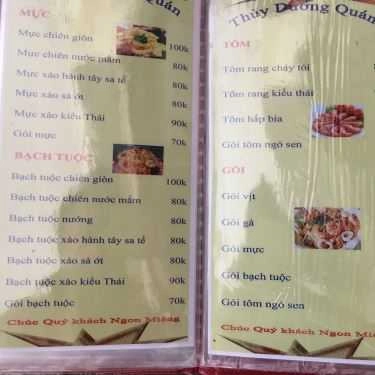 Quán
MỰC
Mực chiên giòn 100k
Mực chiên nước mắm 80k
Mực xào hành tây sa tế 80k
Mực xào sả ớt 80k
Mực xào kiểu Thái 90k
Gỏi mực 70k
BẠCH TUỘC
Bạch tuộc chiên giòn 100k
Bạch tuộc chiên nước mắm 80k
Bạch tuộc nướng 80k
Bạch tuộc xào hành tây sa tế 80k
Bạch tuộc xào sả ớt 80k
Bạch tuộc xào kiểu Thái 90k
Gỏi bạch tuộc 70k
Chúc Quý khách Ngon Miệng
Thùy Dương Quán
TÔM
Tôm rang cháy tỏi
Tôm rang kiểu thái
Tôm hấp bia
Gỏi tôm ngó sen
GỎI
Gỏi vịt
Gỏi gà
Gỏi mực
Gỏi bạch tuộc
Gỏi tôm ngó sen
Chúc Quý khách Ngon Miệng